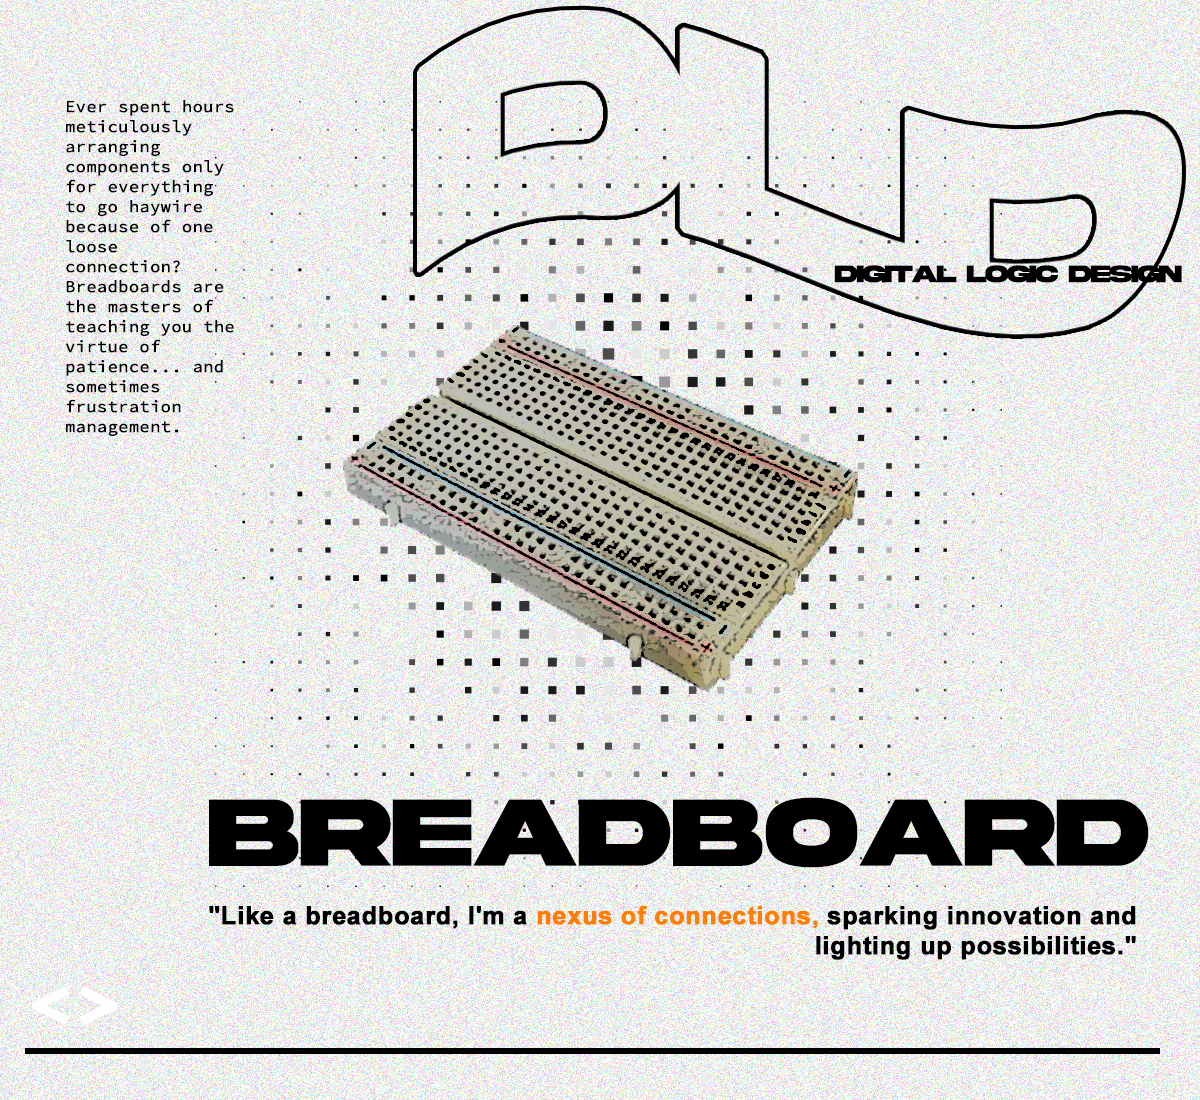 DLD
DIGITAL LOGIC DESIGN
Ever spent hours
meticulously
arranging
components only
for everything
to go haywire
because of one
loose
connection?
Breadboards are
the masters of
teaching you the
virtue of
patience... and
sometimes
frustration
management.
BREADBOARD
"Like a breadboard, I'm a nexus of connections, sparking innovation and
lighting up possibilities."
<>